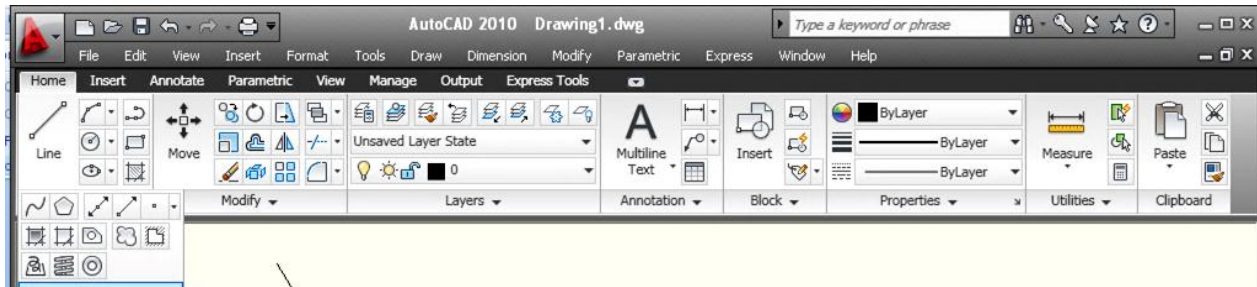 AutoCAD 2010 Drawing1.dwg Type a keyword or phrase
File Edit View Insert Format Tools Draw Dimension Modify Parametric Express Window Help
Home Insert Annotate Parametric View Manage Output Express Tools
ByLayer
Unsaved Layer State
ByLayer
Line Move Multiline Text Insert Measure Paste
0
ByLayer
Modify Layers Annotation Block Properties Utilities Clipboard